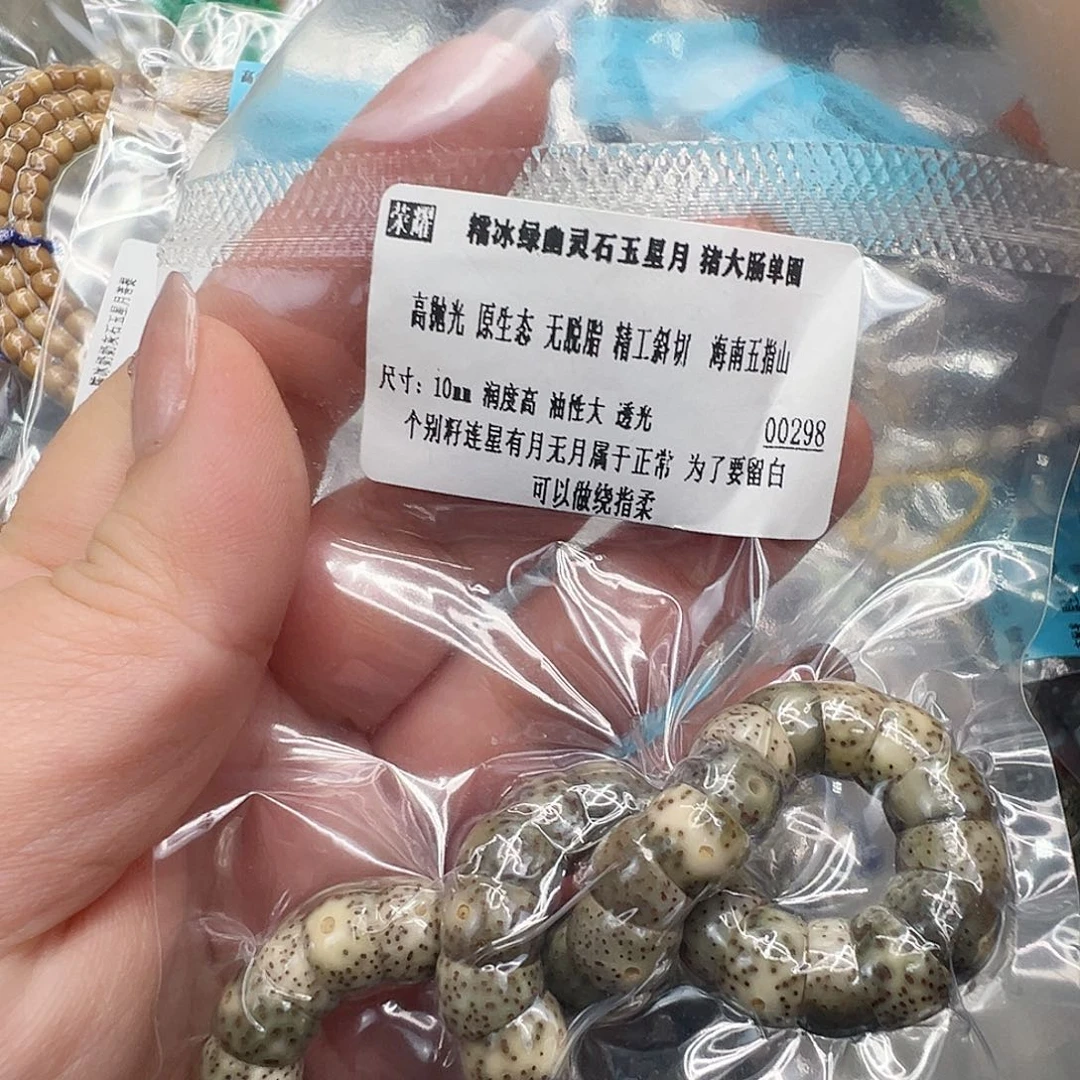 荣耀 糯冰绿幽灵石玉星月 猪大肠单圈
高抛光 原生态 无脱脂 精工斜切 海南五指山
尺寸：10mm 润度高 油性大 透光
00298
个别籽连星有月无月属于正常 为了要留白
可以做绕指柔